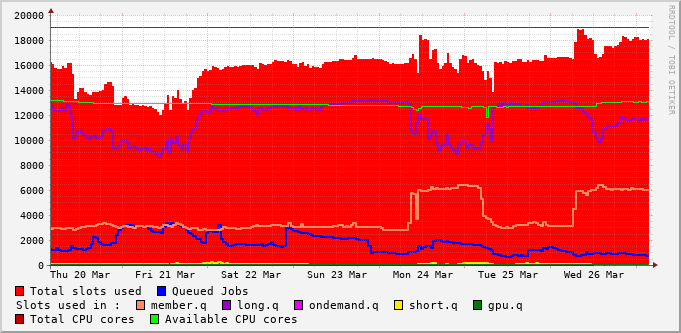 20000
18000
16000
14000
12000
10000
8000
6000
4000
2000
0
Thu 20 Mar Fri 21 Mar Sat 22 Mar Sun 23 Mar Mon 24 Mar Tue 25 Mar Wed 26 Mar
Total slots used Queued Jobs
Slots used in : member.q long.q ondemand.q short.q gpu.q
Total CPU cores Available CPU cores
RRDTOOL / TOBI OETIKER